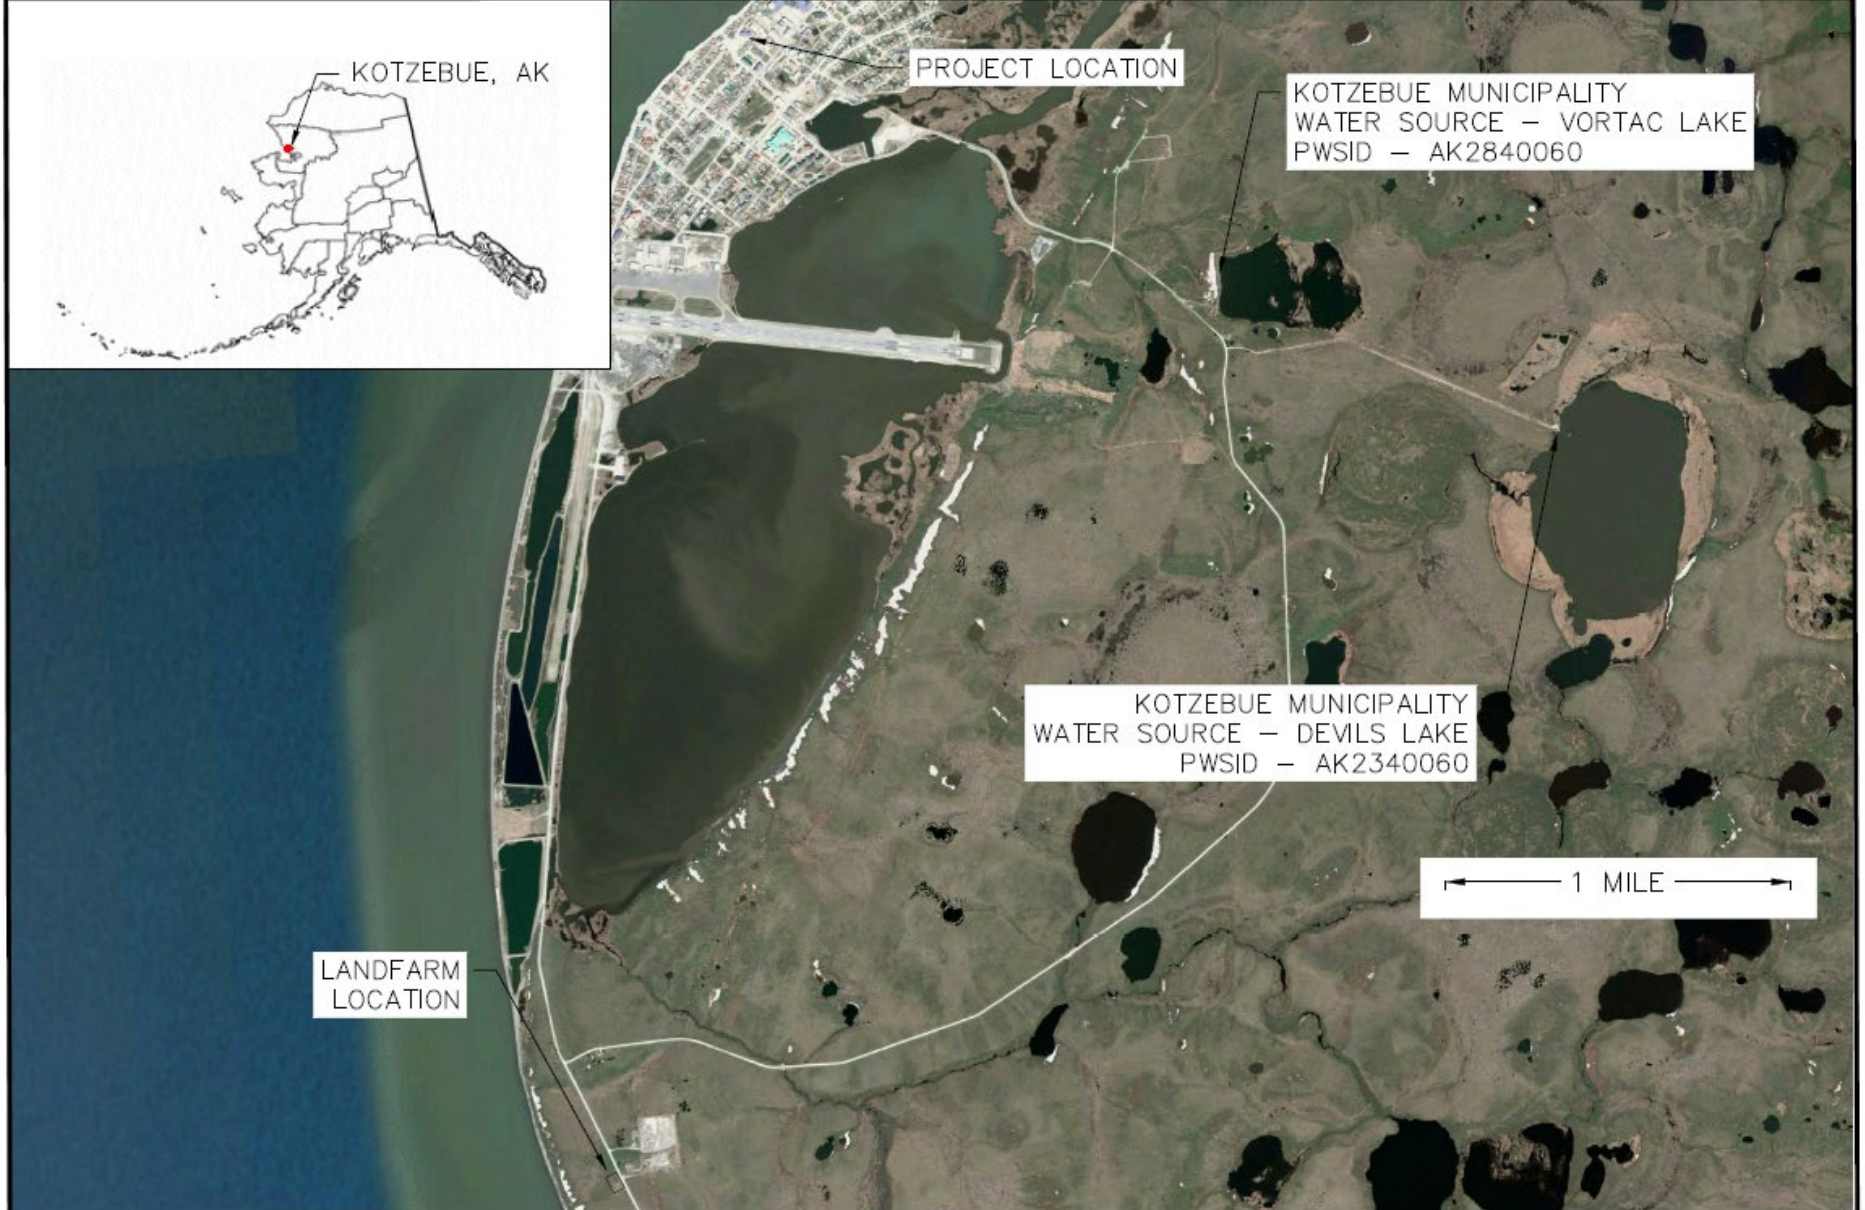 KOTZEBUE, AK
PROJECT LOCATION
KOTZEBUE MUNICIPALITY
WATER SOURCE – VORTAC LAKE
PWSID – AK2840060
KOTZEBUE MUNICIPALITY
WATER SOURCE – DEVILS LAKE
PWSID – AK2340060
1 MILE
LANDFARM
LOCATION